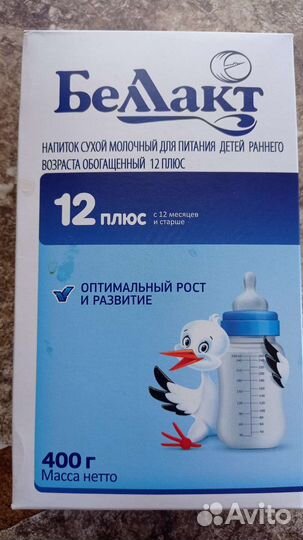 Беллакт
НАПИТОК СУХОЙ МОЛОЧНЫЙ ДЛЯ ПИТАНИЯ ДЕТЕЙ РАННЕГО
ВОЗРАСТА ОБОГАЩЕННЫЙ 12 ПЛЮС
12 ПЛЮС с 12 месяцев
и старше
ОПТИМАЛЬНЫЙ РОСТ
И РАЗВИТИЕ
400 г
Масса нетто
Avito